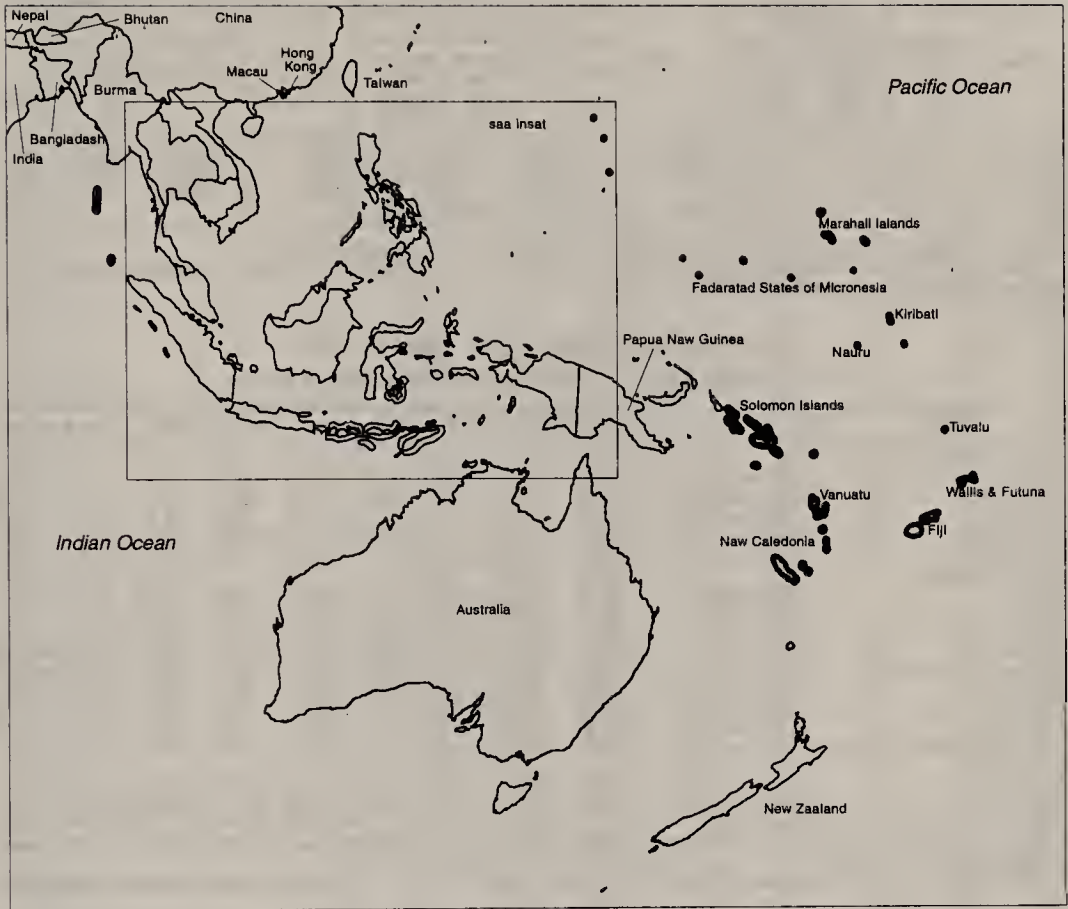 Nepal
Bhutan
China
Hong
Kong
Macau
Taiwan
Burma
Pacific Ocean
saa insat
Bangladash
India
Marahall Ialands
Fadaratad States of Micronesia
Kiribati
Nauru
Papua Naw Guinea
Solomon Islands
Tuvalu
Wallis & Futuna
Vanuatu
Fiji
Naw Caledonia
Indian Ocean
Australia
New Zaaland